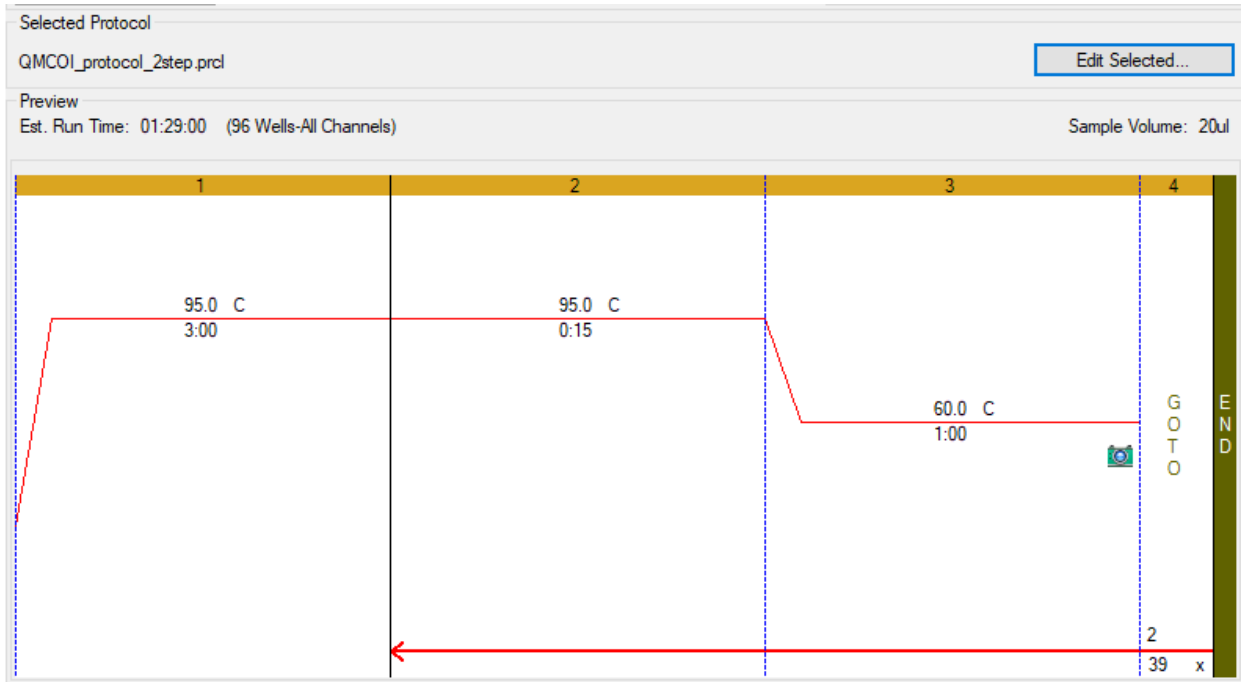 Selected Protocol
QMCOI_protocol_2step.prcl
Edit Selected...
Preview
Est. Run Time: 01:29:00 (96 Wells-All Channels)
Sample Volume: 20ul
1 2 3 4
95.0 C
3:00
95.0 C
0:15
60.0 C
1:00
GOTO
END
2
39 x